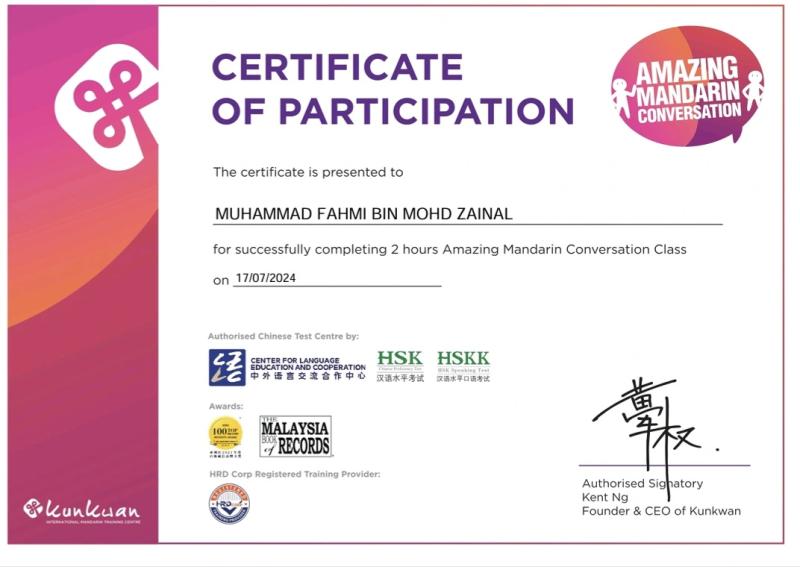 CERTIFICATE
OF PARTICIPATION
AMAZING
MANDARIN
CONVERSATION
The certificate is presented to
MUHAMMAD FAHMI BIN MOHD ZAINAL
for successfully completing 2 hours Amazing Mandarin Conversation Class
on 17/07/2024
Authorised Chinese Test Centre by:
CENTER FOR LANGUAGE
EDUCATION AND COOPERATION
中外语言交流合作中心
HSK
Chinese Proficiency Test
汉语水平考试
HSKK
HSK Speaking Test
汉语水平口语考试
Awards:
100 TOP
THE
MALAYSIA
BOOK
of RECORDS
HRD Corp Registered Training Provider:
HRD
kunkwan
INTERNATIONAL MANDARIN TRAINING CENTRE
Authorised Signatory
Kent Ng
Founder & CEO of Kunkwan